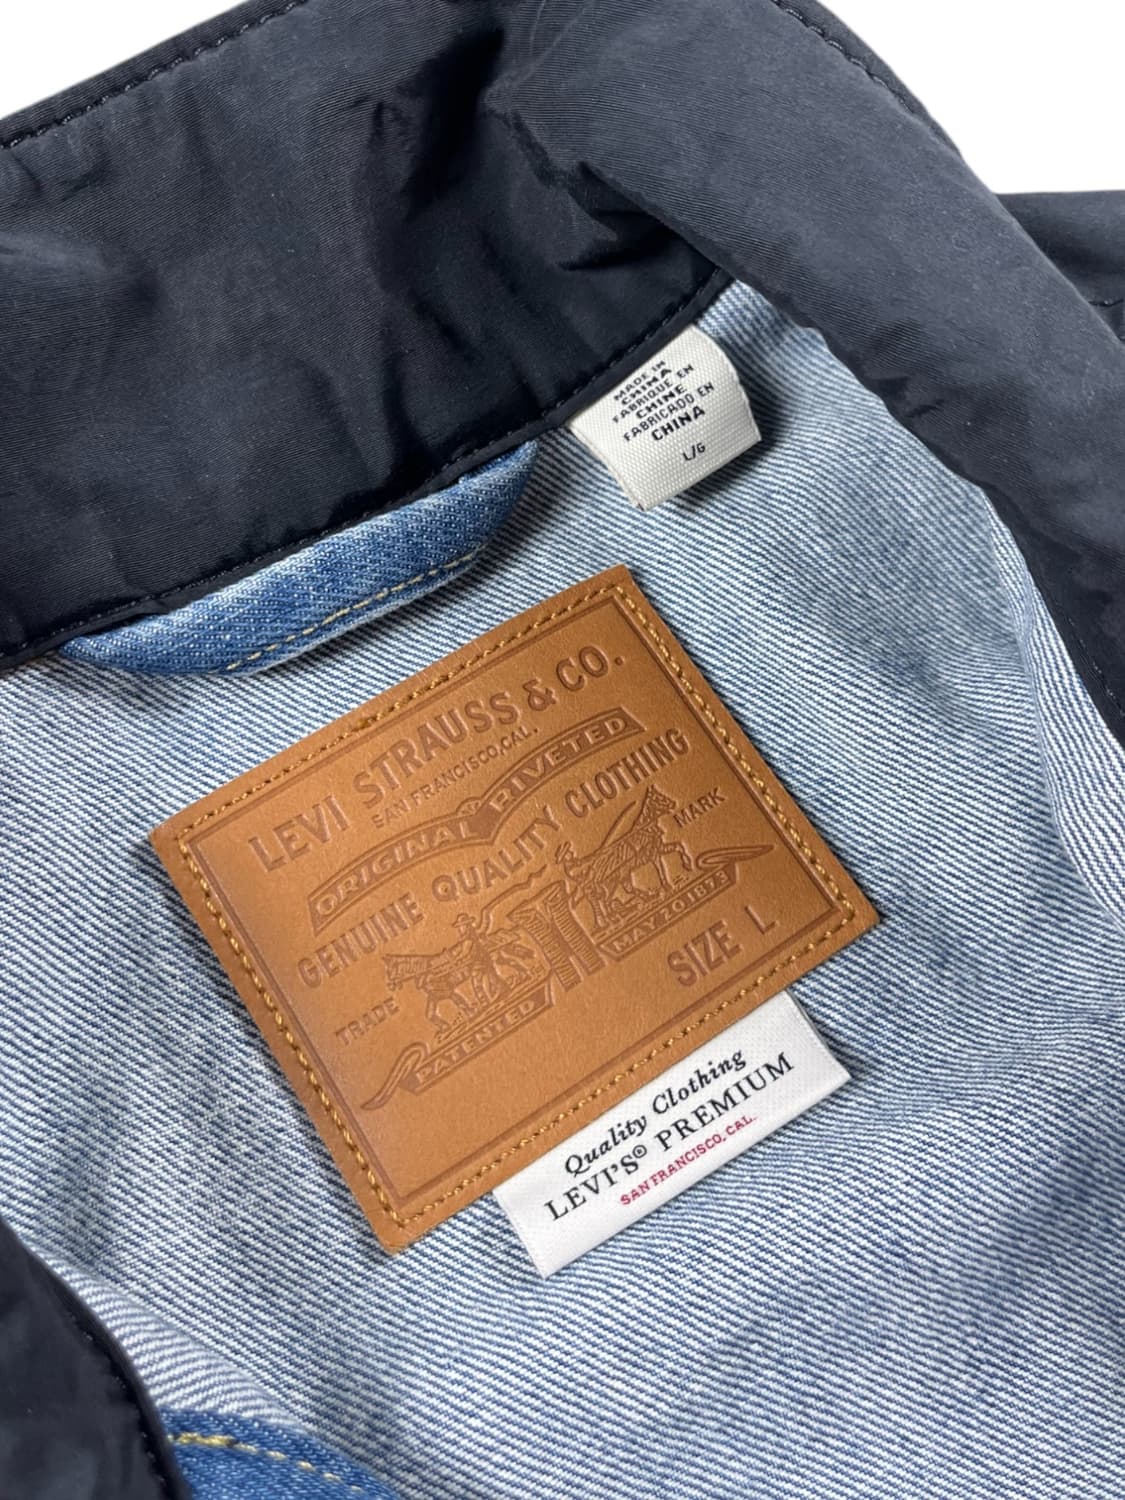 MADE IN
CHINA
FABRIQUE EN
CHINE
FABRICADO EN
CHINA
L/G
LEVI STRAUSS & CO.
SAN FRANCISCO, CAL.
ORIGINAL RIVETED
GENUINE QUALITY CLOTHING
TRADE MARK
PATENTED MAY 20 1873
SIZE L
Quality Clothing
LEVI'S® PREMIUM
SAN FRANCISCO, CAL.